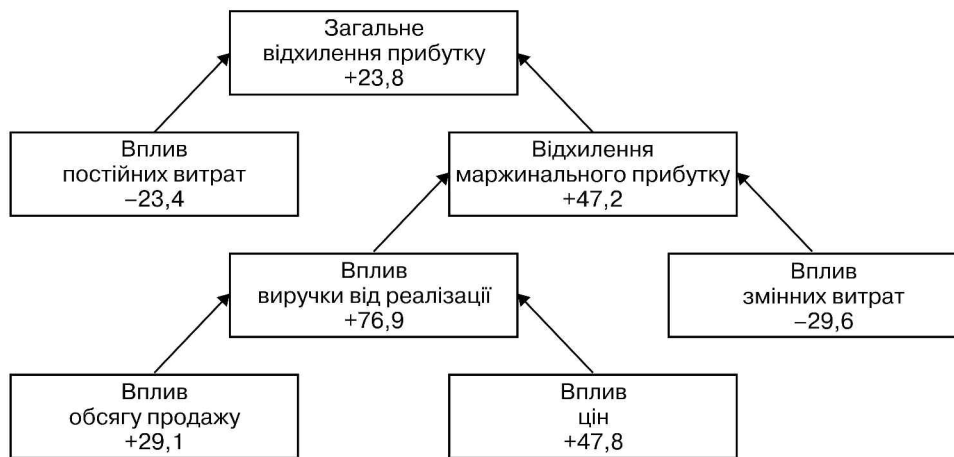 Загальне
відхилення прибутку
+23,8
Вплив
постійних витрат
–23,4
Відхилення
маржинального прибутку
+47,2
Вплив
виручки від реалізації
+76,9
Вплив
змінних витрат
–29,6
Вплив
обсягу продажу
+29,1
Вплив
цін
+47,8